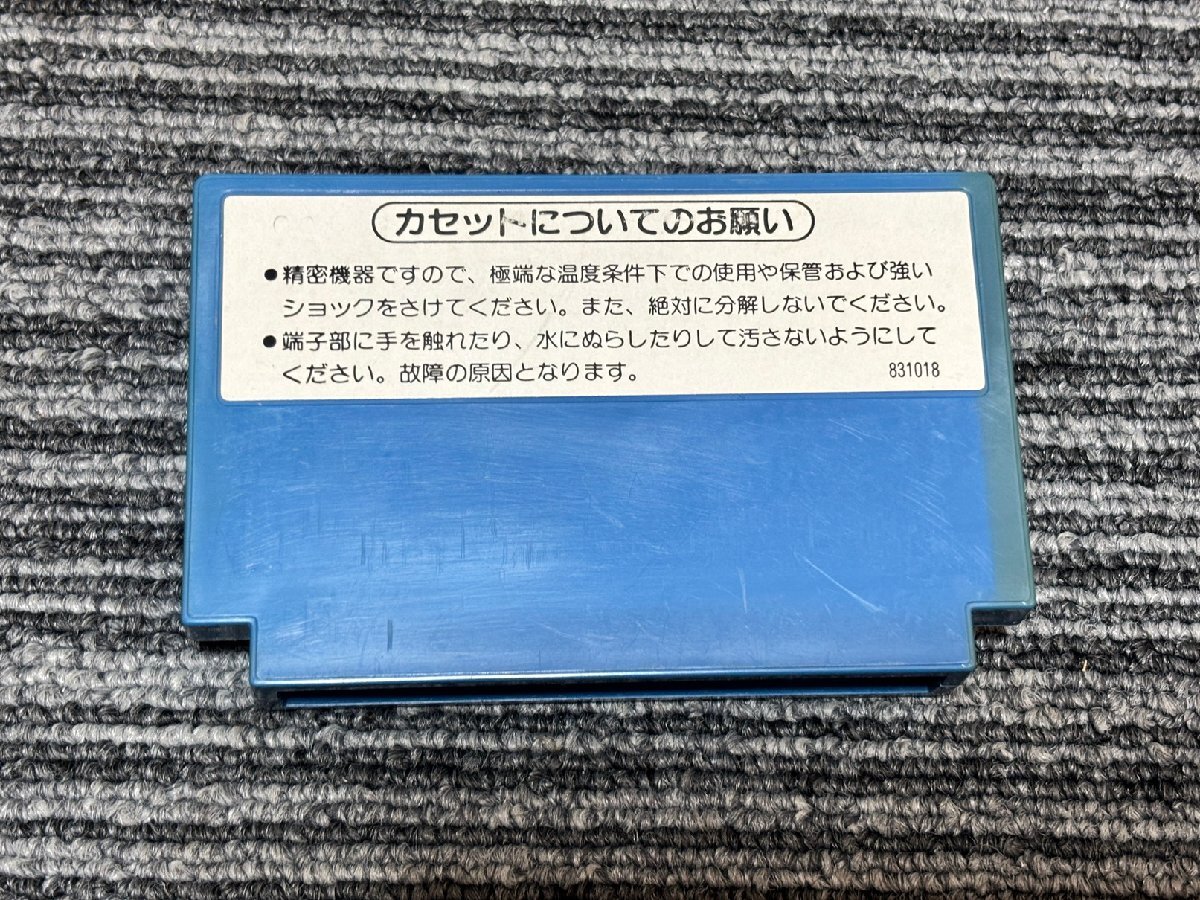 カセットについてのお願い
●精密機器ですので、極端な温度条件下での使用や保管および強い
ショックをさけてください。また、絶対に分解しないでください。
●端子部に手を触れたり、水にぬらしたりして汚さないようにして
ください。故障の原因となります。 831018